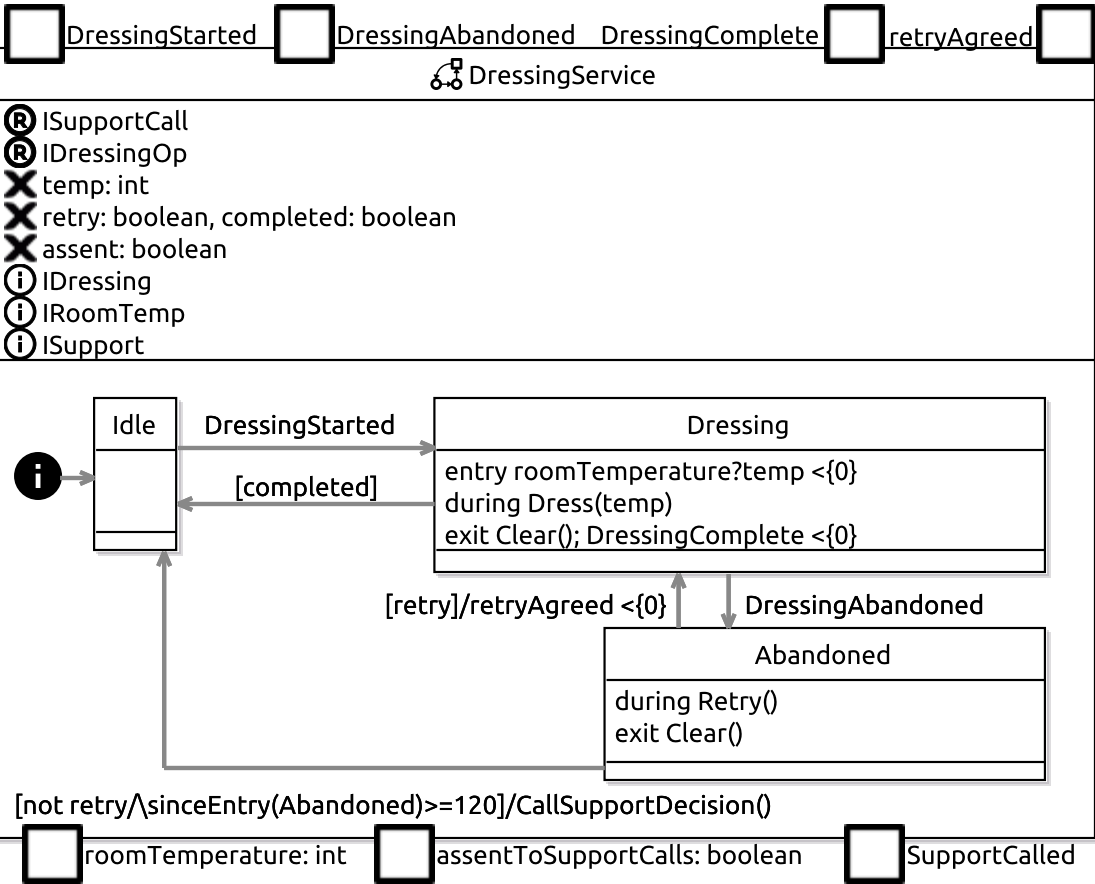 DressingStarted DressingAbandoned DressingComplete retryAgreed
DressingService
R ISupportCall
R IDressingOp
temp: int
retry: boolean, completed: boolean
assent: boolean
i IDressing
i IRoomTemp
i ISupport
Idle
DressingStarted
Dressing
i
[completed]
entry roomTemperature?temp <{0}
during Dress(temp)
exit Clear(); DressingComplete <{0}
[retry]/retryAgreed <{0}
DressingAbandoned
Abandoned
during Retry()
exit Clear()
[not retry/\sinceEntry(Abandoned)>=120]/CallSupportDecision()
roomTemperature: int assentToSupportCalls: boolean SupportCalled